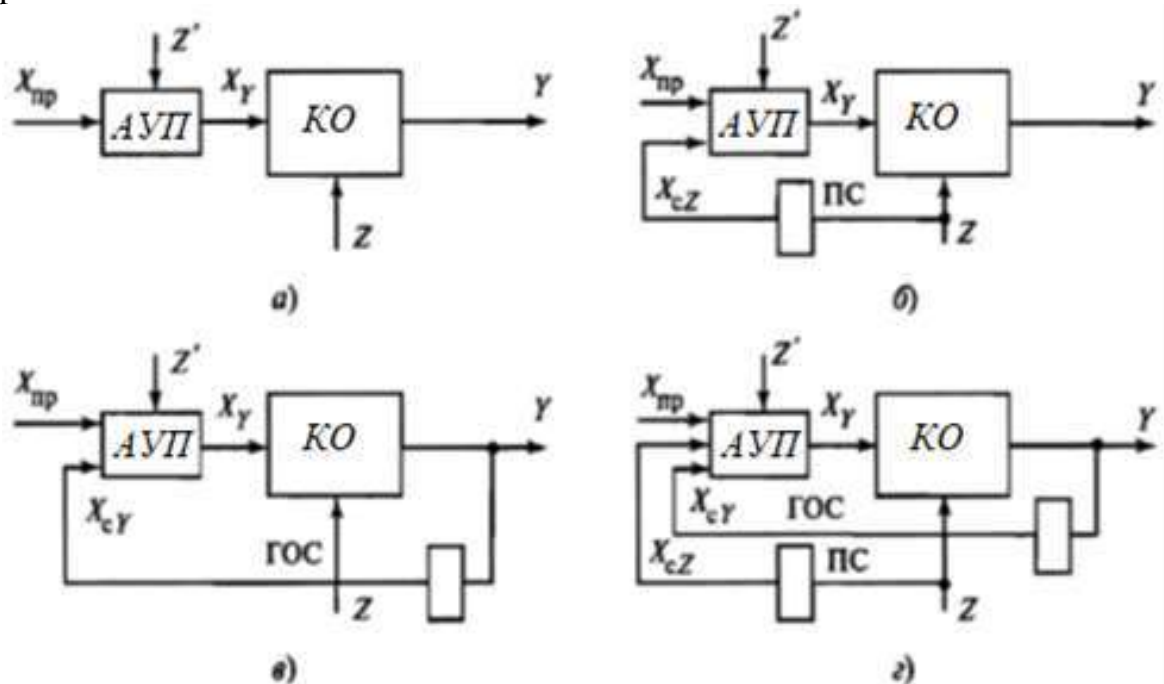 Z'
Xпр
АУП
XY
КО
Y
Z
а)
Z'
Xпр
АУП
XY
КО
Y
XcZ
ПС
Z
б)
Z'
Xпр
АУП
XY
КО
Y
XcY
ГОС
Z
в)
Z'
Xпр
АУП
XY
КО
Y
XcY
ГОС
XcZ
ПС
Z
г)